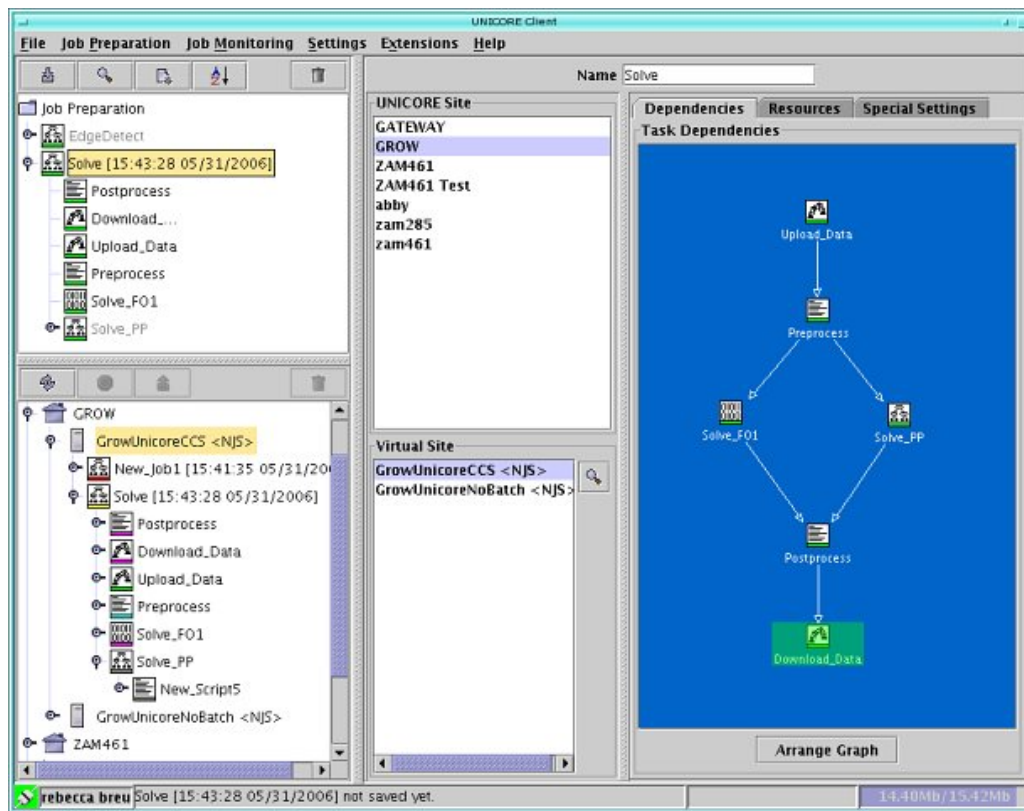 UNICORE Client
File Job Preparation Job Monitoring Settings Extensions Help
Job Preparation
EdgeDetect
Solve [15:43:28 05/31/2006]
Postprocess
Download_...
Upload_Data
Preprocess
Solve_FO1
Solve_PP
GROW
GrowUnicoreCCS <NJS>
New_Job1 [15:41:35 05/31/20
Solve [15:43:28 05/31/2006]
Postprocess
Download_Data
Upload_Data
Preprocess
Solve_FO1
Solve_PP
New_Script5
GrowUnicoreNoBatch <NJS>
ZAM461
Name Solve
UNICORE Site
GATEWAY
GROW
ZAM461
ZAM461 Test
abby
zam285
zam461
Virtual Site
GrowUnicoreCCS <NJS>
GrowUnicoreNoBatch <NJS>
Dependencies Resources Special Settings
Task Dependencies
Upload_Data
Preprocess
Solve_FO1
Solve_PP
Postprocess
Download_Data
Arrange Graph
rebecca breu Solve [15:43:28 05/31/2006] not saved yet.
14.40Mb/15.42Mb